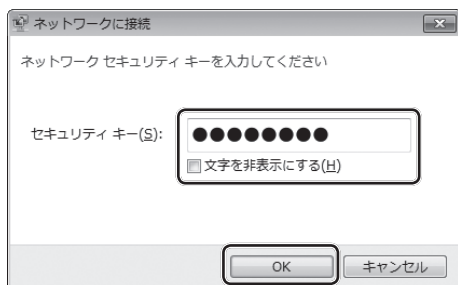 ネットワークに接続
ネットワーク セキュリティ キーを入力してください
セキュリティ キー(S):
●●●●●●●●
文字を非表示にする(H)
OK
キャンセル